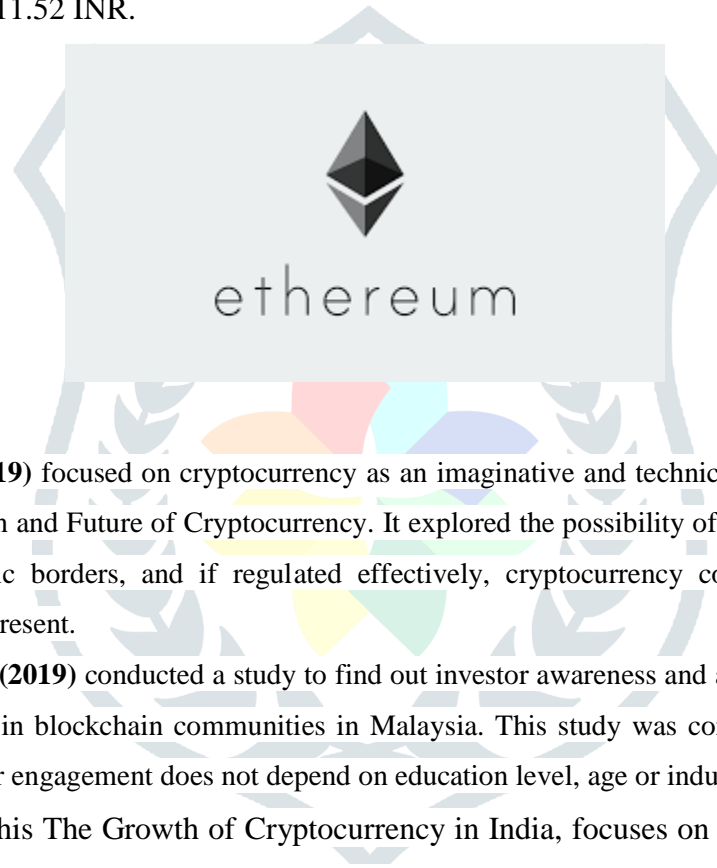 11.52 INR.
ethereum
19) focused on cryptocurrency as an imaginative and technic
n and Future of Cryptocurrency. It explored the possibility of
ic borders, and if regulated effectively, cryptocurrency co
resent.
(2019) conducted a study to find out investor awareness and a
in blockchain communities in Malaysia. This study was co
r engagement does not depend on education level, age or indu
his The Growth of Cryptocurrency in India, focuses on